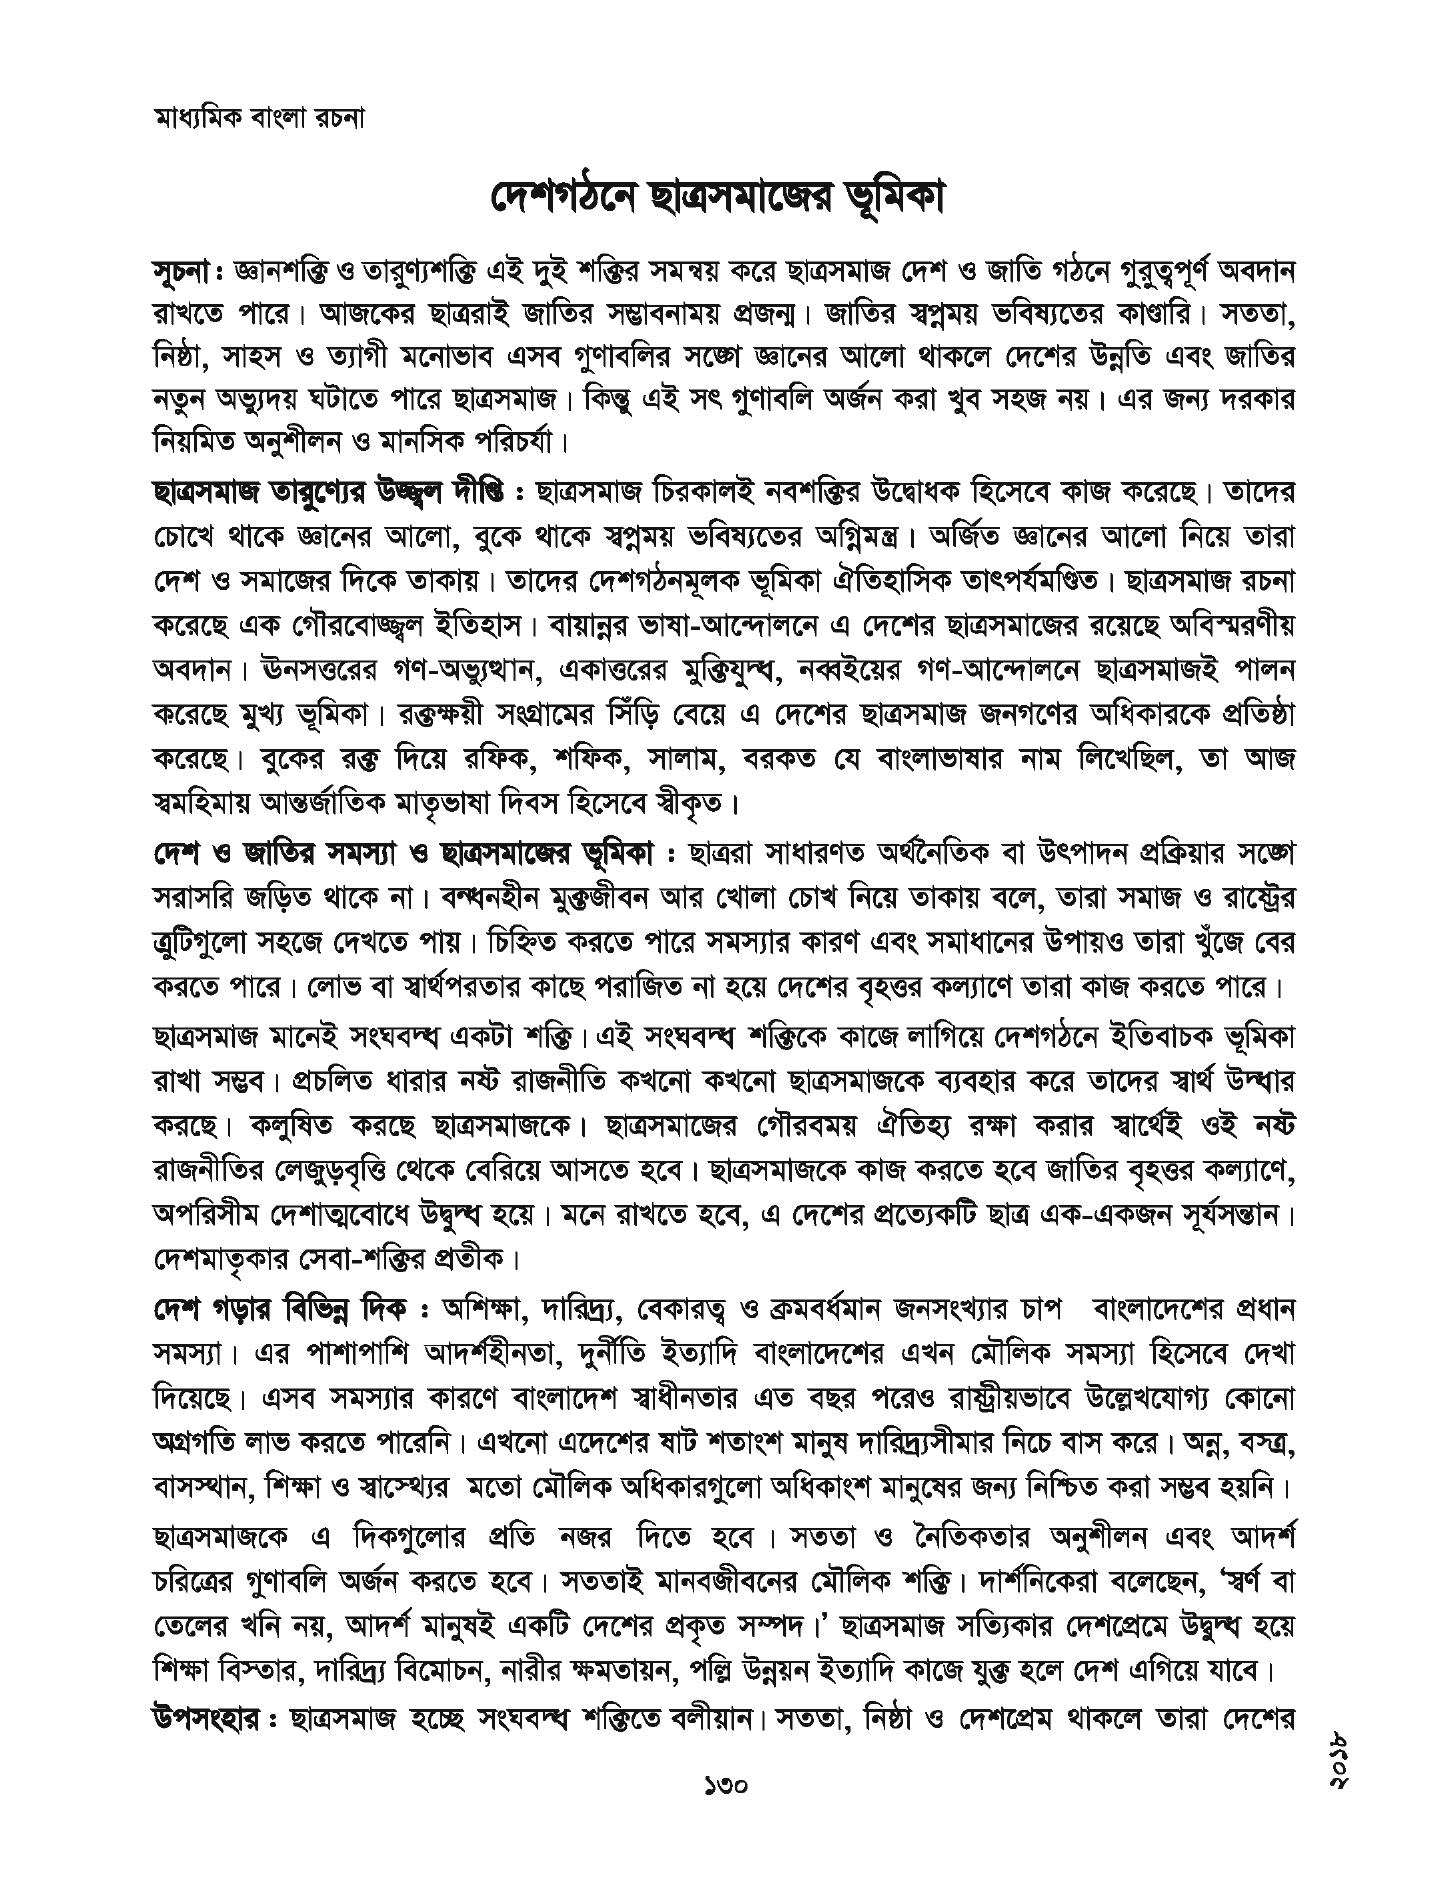 মাধ্যমিক বাংলা রচনা
দেশগঠনে ছাত্রসমাজের ভূমিকা
সূচনা : জ্ঞানশক্তি ও তারুণ্যশক্তি এই দুই শক্তির সমন্বয় করে ছাত্রসমাজ দেশ ও জাতি গঠনে গুরুত্বপূর্ণ অবদান
রাখতে পারে। আজকের ছাত্ররাই জাতির সম্ভাবনাময় প্রজন্ম। জাতির স্বপ্নময় ভবিষ্যতের কাণ্ডারি। সততা,
নিষ্ঠা, সাহস ও ত্যাগী মনোভাব এসব গুণাবলির সঙ্গে জ্ঞানের আলো থাকলে দেশের উন্নতি এবং জাতির
নতুন অভ্যুদয় ঘটাতে পারে ছাত্রসমাজ। কিন্তু এই সৎ গুণাবলি অর্জন করা খুব সহজ নয়। এর জন্য দরকার
নিয়মিত অনুশীলন ও মানসিক পরিচর্যা।
ছাত্রসমাজ তারুণ্যের উজ্জ্বল দীপ্তি : ছাত্রসমাজ চিরকালই নবশক্তির উদ্বোধক হিসেবে কাজ করেছে। তাদের
চোখে থাকে জ্ঞানের আলো, বুকে থাকে স্বপ্নময় ভবিষ্যতের অগ্নিমন্ত্র। অর্জিত জ্ঞানের আলো নিয়ে তারা
দেশ ও সমাজের দিকে তাকায়। তাদের দেশগঠনমূলক ভূমিকা ঐতিহাসিক তাৎপর্যমণ্ডিত। ছাত্রসমাজ রচনা
করেছে এক গৌরবোজ্জ্বল ইতিহাস। বায়ান্নর ভাষা-আন্দোলনে এ দেশের ছাত্রসমাজের রয়েছে অবিস্মরণীয়
অবদান। ঊনসত্তরের গণ-অভ্যুত্থান, একাত্তরের মুক্তিযুদ্ধ, নব্বইয়ের গণ-আন্দোলনে ছাত্রসমাজই পালন
করেছে মুখ্য ভূমিকা। রক্তক্ষয়ী সংগ্রামের সিঁড়ি বেয়ে এ দেশের ছাত্রসমাজ জনগণের অধিকারকে প্রতিষ্ঠা
করেছে। বুকের রক্ত দিয়ে রফিক, শফিক, সালাম, বরকত যে বাংলাভাষার নাম লিখেছিল, তা আজ
স্বমহিমায় আন্তর্জাতিক মাতৃভাষা দিবস হিসেবে স্বীকৃত।
দেশ ও জাতির সমস্যা ও ছাত্রসমাজের ভূমিকা : ছাত্ররা সাধারণত অর্থনৈতিক বা উৎপাদন প্রক্রিয়ার সঙ্গে
সরাসরি জড়িত থাকে না। বন্ধনহীন মুক্তজীবন আর খোলা চোখ নিয়ে তাকায় বলে, তারা সমাজ ও রাষ্ট্রের
ত্রুটিগুলো সহজে দেখতে পায়। চিহ্নিত করতে পারে সমস্যার কারণ এবং সমাধানের উপায়ও তারা খুঁজে বের
করতে পারে। লোভ বা স্বার্থপরতার কাছে পরাজিত না হয়ে দেশের বৃহত্তর কল্যাণে তারা কাজ করতে পারে।
ছাত্রসমাজ মানেই সংঘবদ্ধ একটা শক্তি। এই সংঘবদ্ধ শক্তিকে কাজে লাগিয়ে দেশগঠনে ইতিবাচক ভূমিকা
রাখা সম্ভব। প্রচলিত ধারার নষ্ট রাজনীতি কখনো কখনো ছাত্রসমাজকে ব্যবহার করে তাদের স্বার্থ উদ্ধার
করছে। কলুষিত করছে ছাত্রসমাজকে। ছাত্রসমাজের গৌরবময় ঐতিহ্য রক্ষা করার স্বার্থেই ওই নষ্ট
রাজনীতির লেজুড়বৃত্তি থেকে বেরিয়ে আসতে হবে। ছাত্রসমাজকে কাজ করতে হবে জাতির বৃহত্তর কল্যাণে,
অপরিসীম দেশাত্মবোধে উদ্বুদ্ধ হয়ে। মনে রাখতে হবে, এ দেশের প্রত্যেকটি ছাত্র এক-একজন সূর্যসন্তান।
দেশমাতৃকার সেবা-শক্তির প্রতীক।
দেশ গড়ার বিভিন্ন দিক : অশিক্ষা, দারিদ্র্য, বেকারত্ব ও ক্রমবর্ধমান জনসংখ্যার চাপ বাংলাদেশের প্রধান
সমস্যা। এর পাশাপাশি আদর্শহীনতা, দুর্নীতি ইত্যাদি বাংলাদেশের এখন মৌলিক সমস্যা হিসেবে দেখা
দিয়েছে। এসব সমস্যার কারণে বাংলাদেশ স্বাধীনতার এত বছর পরেও রাষ্ট্রীয়ভাবে উল্লেখযোগ্য কোনো
অগ্রগতি লাভ করতে পারেনি। এখনো এদেশের ষাট শতাংশ মানুষ দারিদ্র্যসীমার নিচে বাস করে। অন্ন, বস্ত্র,
বাসস্থান, শিক্ষা ও স্বাস্থ্যের মতো মৌলিক অধিকারগুলো অধিকাংশ মানুষের জন্য নিশ্চিত করা সম্ভব হয়নি।
ছাত্রসমাজকে এ দিকগুলোর প্রতি নজর দিতে হবে। সততা ও নৈতিকতার অনুশীলন এবং আদর্শ
চরিত্রের গুণাবলি অর্জন করতে হবে। সততাই মানবজীবনের মৌলিক শক্তি। দার্শনিকেরা বলেছেন, ‘স্বর্ণ বা
তেলের খনি নয়, আদর্শ মানুষই একটি দেশের প্রকৃত সম্পদ।’ ছাত্রসমাজ সত্যিকার দেশপ্রেমে উদ্বুদ্ধ হয়ে
শিক্ষা বিস্তার, দারিদ্র্য বিমোচন, নারীর ক্ষমতায়ন, পল্লি উন্নয়ন ইত্যাদি কাজে যুক্ত হলে দেশ এগিয়ে যাবে।
উপসংহার : ছাত্রসমাজ হচ্ছে সংঘবদ্ধ শক্তিতে বলীয়ান। সততা, নিষ্ঠা ও দেশপ্রেম থাকলে তারা দেশের
১৩০
২০১৮